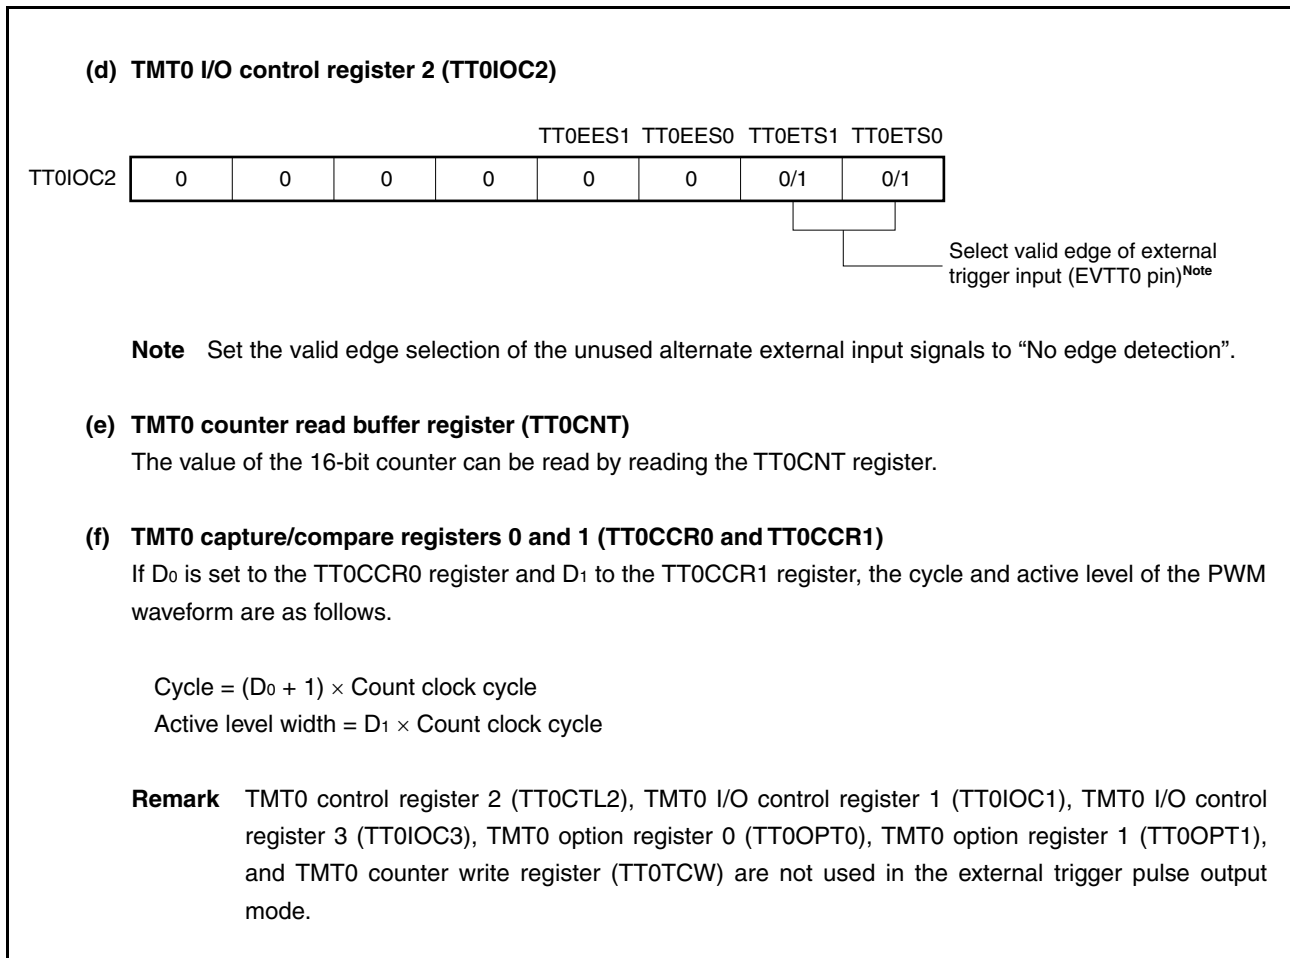 (d) TMT0 I/O control register 2 (TT0IOC2)
TT0EES1 TT0EES0 TT0ETS1 TT0ETS0
TT0IOC2 0 0 0 0 0 0 0/1 0/1
Select valid edge of external
trigger input (EVTT0 pin)Note
Note Set the valid edge selection of the unused alternate external input signals to “No edge detection”.
(e) TMT0 counter read buffer register (TT0CNT)
The value of the 16-bit counter can be read by reading the TT0CNT register.
(f) TMT0 capture/compare registers 0 and 1 (TT0CCR0 and TT0CCR1)
If D0 is set to the TT0CCR0 register and D1 to the TT0CCR1 register, the cycle and active level of the PWM
waveform are as follows.
Cycle = (D0 + 1) × Count clock cycle
Active level width = D1 × Count clock cycle
Remark TMT0 control register 2 (TT0CTL2), TMT0 I/O control register 1 (TT0IOC1), TMT0 I/O control
register 3 (TT0IOC3), TMT0 option register 0 (TT0OPT0), TMT0 option register 1 (TT0OPT1),
and TMT0 counter write register (TT0TCW) are not used in the external trigger pulse output
mode.